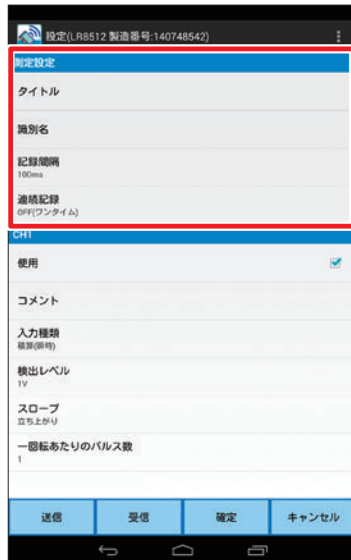 設定(LR8512 製造番号:140748542)
測定設定
タイトル
識別名
記録間隔
100ms
連続記録
OFF(ワンタイム)
CH1
使用
コメント
入力種類
積算(瞬時)
検出レベル
1V
スロープ
立ち上がり
一回転あたりのパルス数
1
送信
受信
確定
キャンセル